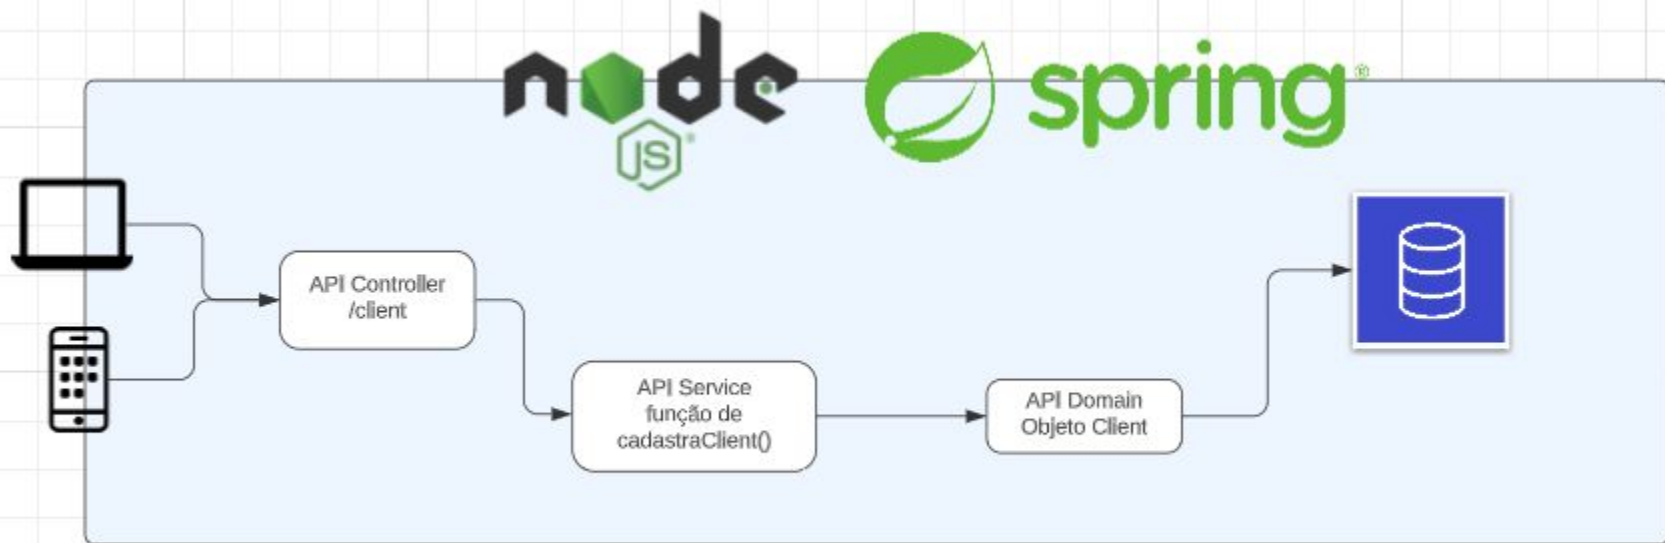 node
JS
spring
API Controller
/client
API Service
função de
cadastraClient()
API Domain
Objeto Client